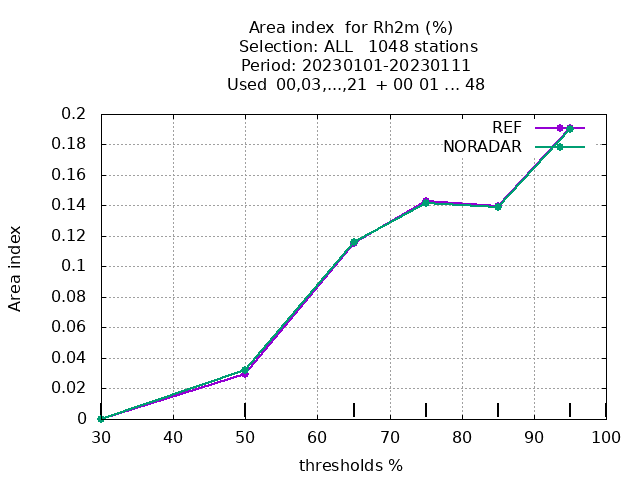 Area index  for Rh2m (%)
Selection: ALL   1048 stations
Period: 20230101-20230111
Used  00,03,...,21  + 00 01 ... 48
REF
NORADAR
0.2
0.18
0.16
0.14
0.12
0.1
0.08
0.06
0.04
0.02
0
Area index
30 40 50 60 70 80 90 100
thresholds %